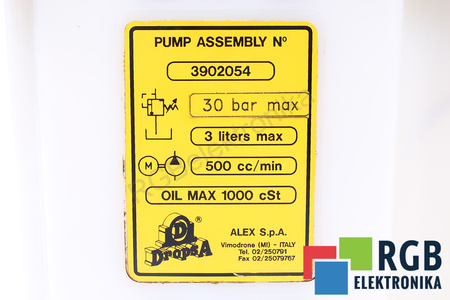 PUMP ASSEMBLY Nº
3902054
30 bar max
3 liters max
M
500 cc/min
OIL MAX 1000 cSt
D
®
DropsA
ALEX S.p.A.
Vimodrone (MI) - ITALY
Tel. 02/250791
Fax 02/25079767
RGB
ELEKTRONIKA